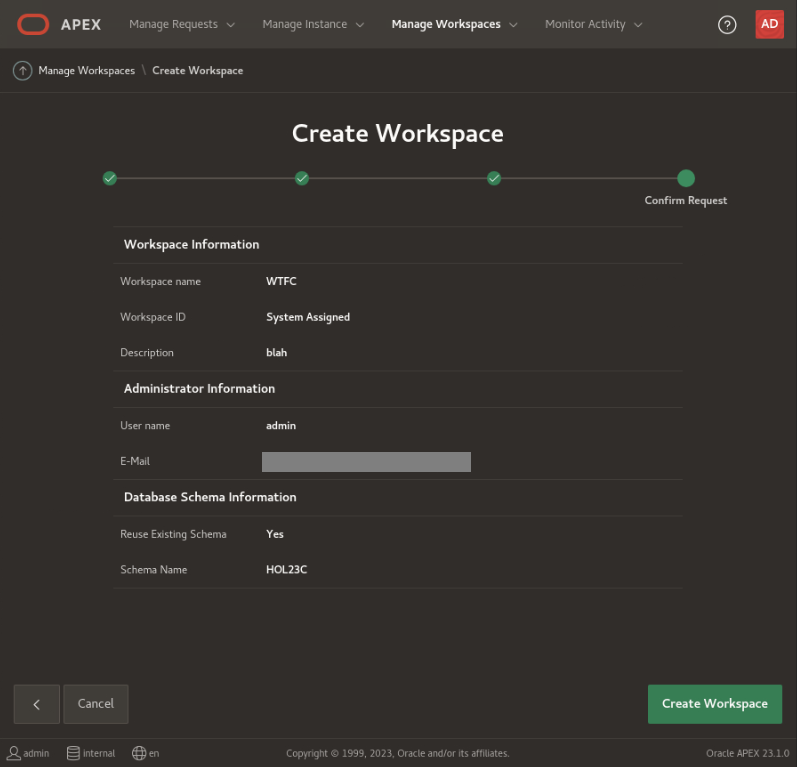 APEX Manage Requests Manage Instance Manage Workspaces Monitor Activity ? AD
Manage Workspaces \ Create Workspace
Create Workspace
Confirm Request
Workspace Information
Workspace name WTFC
Workspace ID System Assigned
Description blah
Administrator Information
User name admin
E-Mail
Database Schema Information
Reuse Existing Schema Yes
Schema Name HOL23C
Cancel Create Workspace
admin internal en Copyright © 1999, 2023, Oracle and/or its affiliates. Oracle APEX 23.1.0